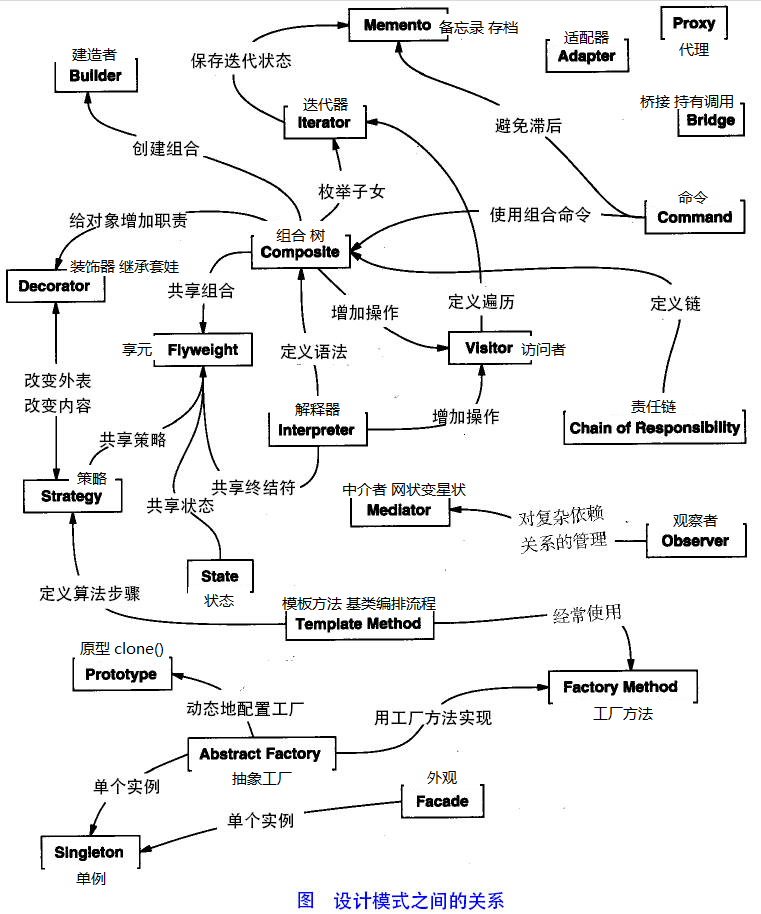 Memento 备忘录 存档
Proxy
代理
适配器
Adapter
建造者
Builder
保存迭代状态
桥接 持有调用
Bridge
迭代器
Iterator
避免滞后
创建组合
枚举子女
命令
Command
给对象增加职责
使用组合命令
组合 树
Composite
装饰器 继承套娃
Decorator
共享组合
增加操作
定义遍历
定义链
享元 Flyweight
定义语法
Visitor 访问者
改变外表
改变内容
解释器
Interpreter
增加操作
责任链
Chain of Responsibility
共享策略
策略
Strategy
共享终结符
共享状态
中介者 网状变星状
Mediator
对复杂依赖
关系的管理
观察者
Observer
State
状态
定义算法步骤
模板方法 基类编排流程
Template Method
经常使用
原型 clone()
Prototype
Factory Method
工厂方法
动态地配置工厂
用工厂方法实现
Abstract Factory
抽象工厂
单个实例
外观
Facade
单个实例
Singleton
单例
图 设计模式之间的关系